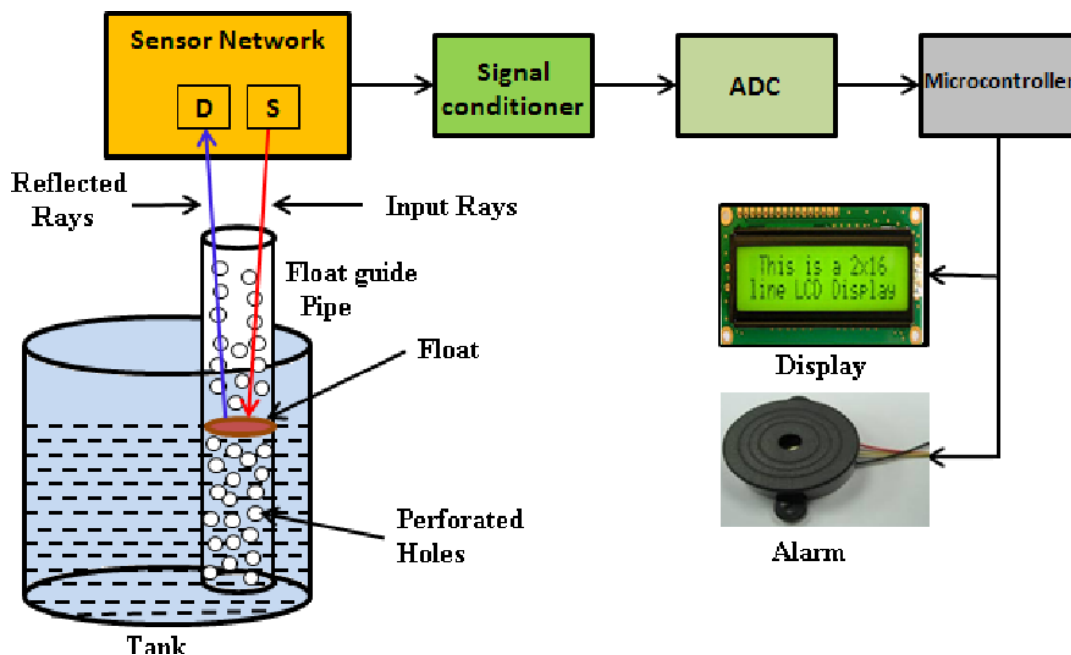 Sensor Network
D
S
Signal
conditioner
ADC
Microcontroller
Reflected
Rays
Input Rays
Float guide
Pipe
Float
This is a 2x16
line LCD Display
Display
Perforated
Holes
Alarm
Tank